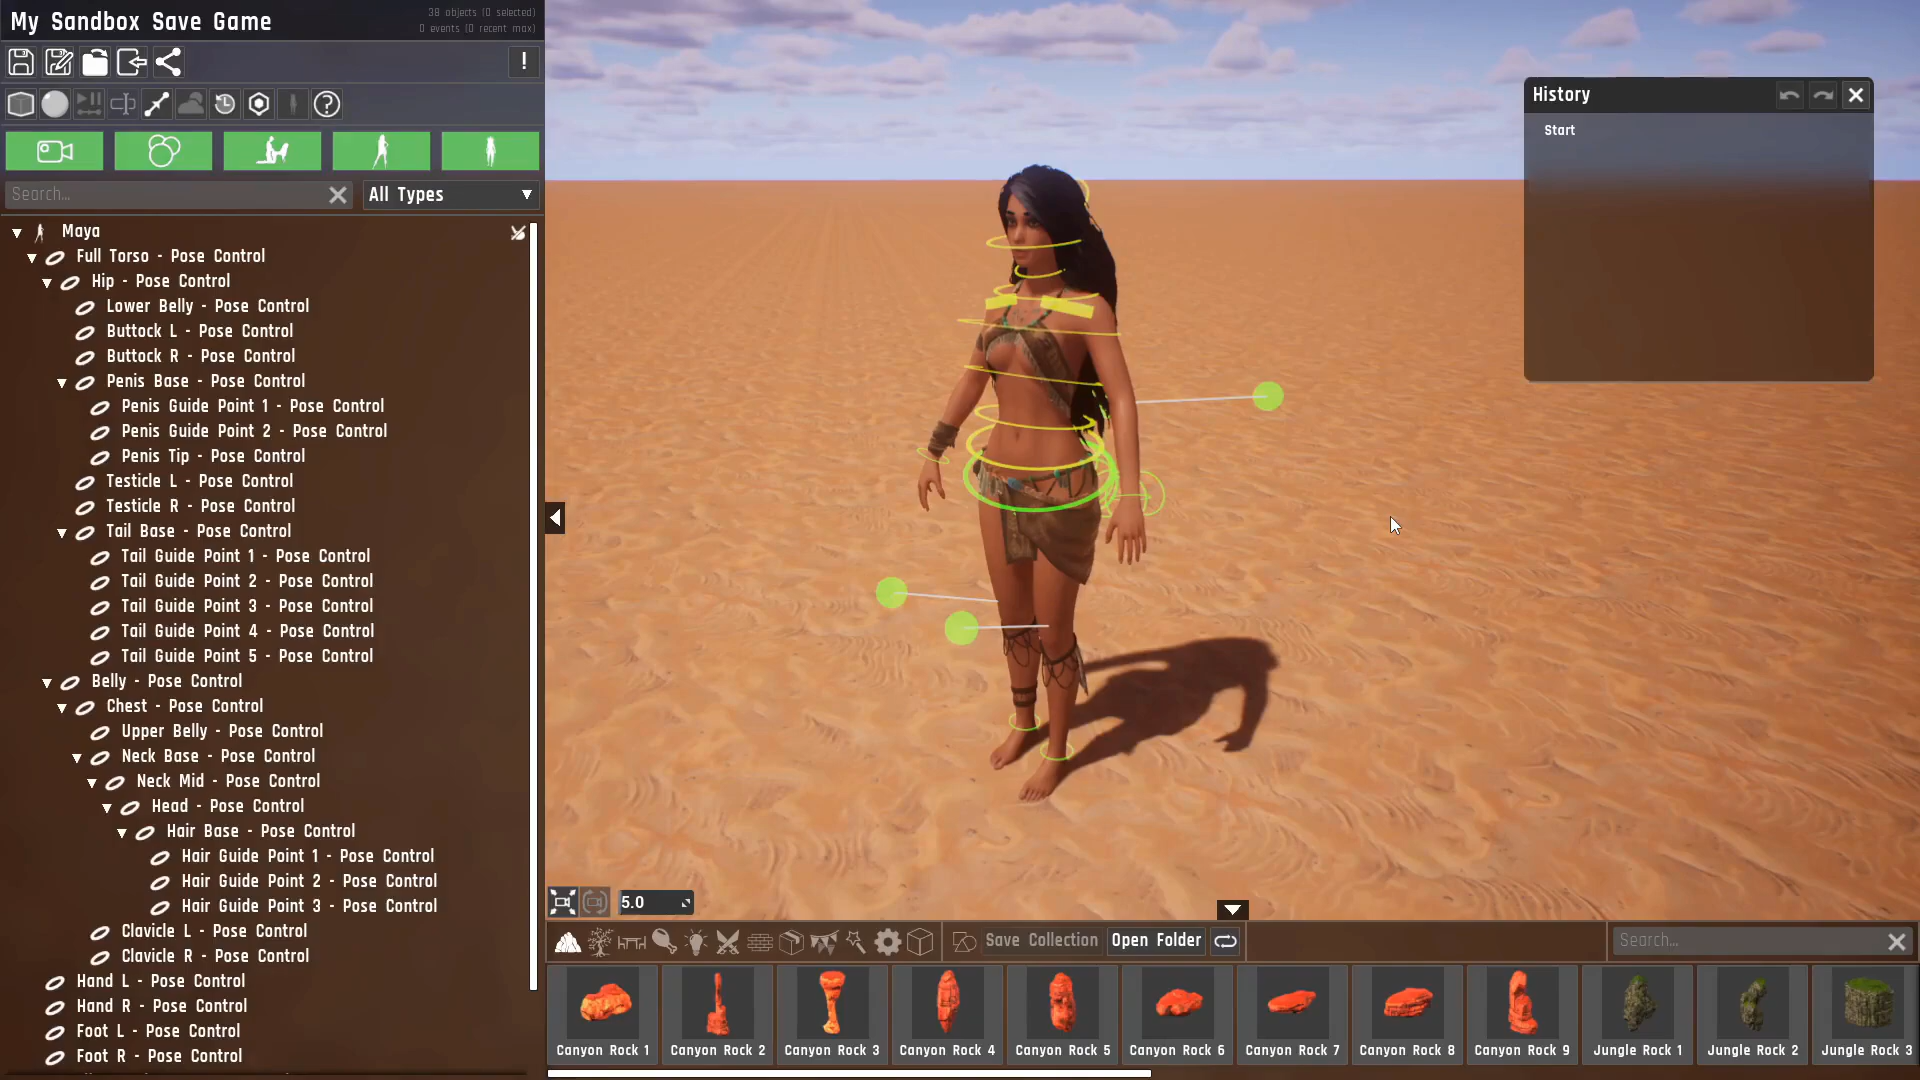 My Sandbox Save Game
38 objects (0 selected)
0 events (0 recent max)
!
?
Search...
All Types
Maya
Full Torso - Pose Control
Hip - Pose Control
Lower Belly - Pose Control
Buttock L - Pose Control
Buttock R - Pose Control
Penis Base - Pose Control
Penis Guide Point 1 - Pose Control
Penis Guide Point 2 - Pose Control
Penis Tip - Pose Control
Testicle L - Pose Control
Testicle R - Pose Control
Tail Base - Pose Control
Tail Guide Point 1 - Pose Control
Tail Guide Point 2 - Pose Control
Tail Guide Point 3 - Pose Control
Tail Guide Point 4 - Pose Control
Tail Guide Point 5 - Pose Control
Belly - Pose Control
Chest - Pose Control
Upper Belly - Pose Control
Neck Base - Pose Control
Neck Mid - Pose Control
Head - Pose Control
Hair Base - Pose Control
Hair Guide Point 1 - Pose Control
Hair Guide Point 2 - Pose Control
Hair Guide Point 3 - Pose Control
Clavicle L - Pose Control
Clavicle R - Pose Control
Hand L - Pose Control
Hand R - Pose Control
Foot L - Pose Control
Foot R - Pose Control
History
Start
5.0
Save Collection
Open Folder
Search...
Canyon Rock 1
Canyon Rock 2
Canyon Rock 3
Canyon Rock 4
Canyon Rock 5
Canyon Rock 6
Canyon Rock 7
Canyon Rock 8
Canyon Rock 9
Jungle Rock 1
Jungle Rock 2
Jungle Rock 3